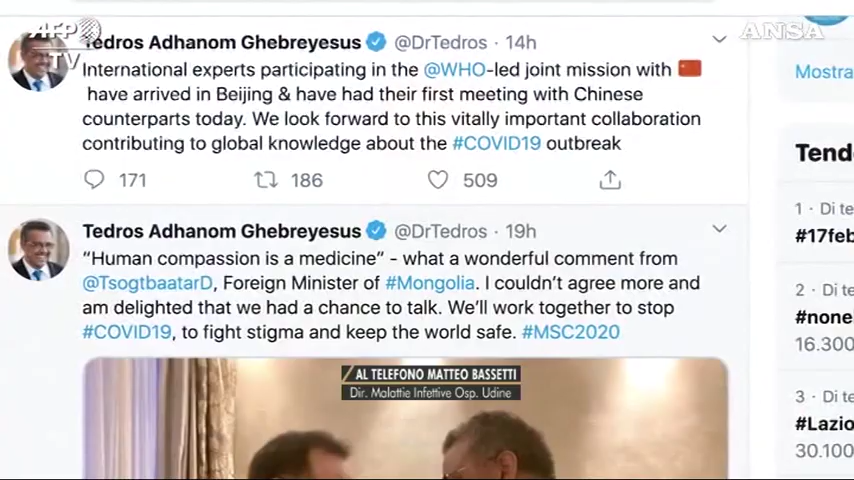 AFP
TV
ANSA
Tedros Adhanom Ghebreyesus @DrTedros · 14h
International experts participating in the @WHO-led joint mission with
have arrived in Beijing & have had their first meeting with Chinese
counterparts today. We look forward to this vitally important collaboration
contributing to global knowledge about the #COVID19 outbreak
171 186 509
Tedros Adhanom Ghebreyesus @DrTedros · 19h
“Human compassion is a medicine” - what a wonderful comment from
@TsogtbaatarD, Foreign Minister of #Mongolia. I couldn’t agree more and
am delighted that we had a chance to talk. We’ll work together to stop
#COVID19, to fight stigma and keep the world safe. #MSC2020
AL TELEFONO MATTEO BASSETTI
Dir. Malattie Infettive Osp. Udine
Mostra
Tend
1 · Di te
#17feb
2 · Di te
#none
16.300
3 · Di te
#Lazio
30.100